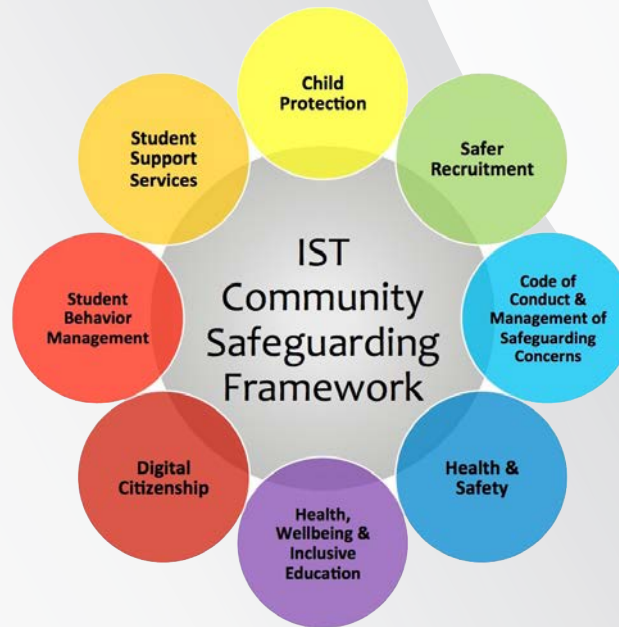 Child
Protection
Safer
Recruitment
Code of
Conduct &
Management of
Safeguarding
Concerns
Health &
Safety
Health,
Wellbeing &
Inclusive
Education
Digital
Citizenship
Student
Behavior
Management
Student
Support
Services
IST
Community
Safeguarding
Framework